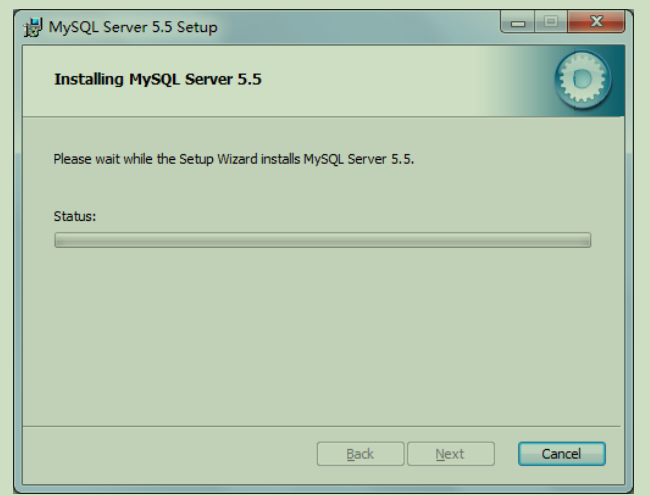 MySQL Server 5.5 Setup
Installing MySQL Server 5.5
Please wait while the Setup Wizard installs MySQL Server 5.5.
Status:
Back Next Cancel